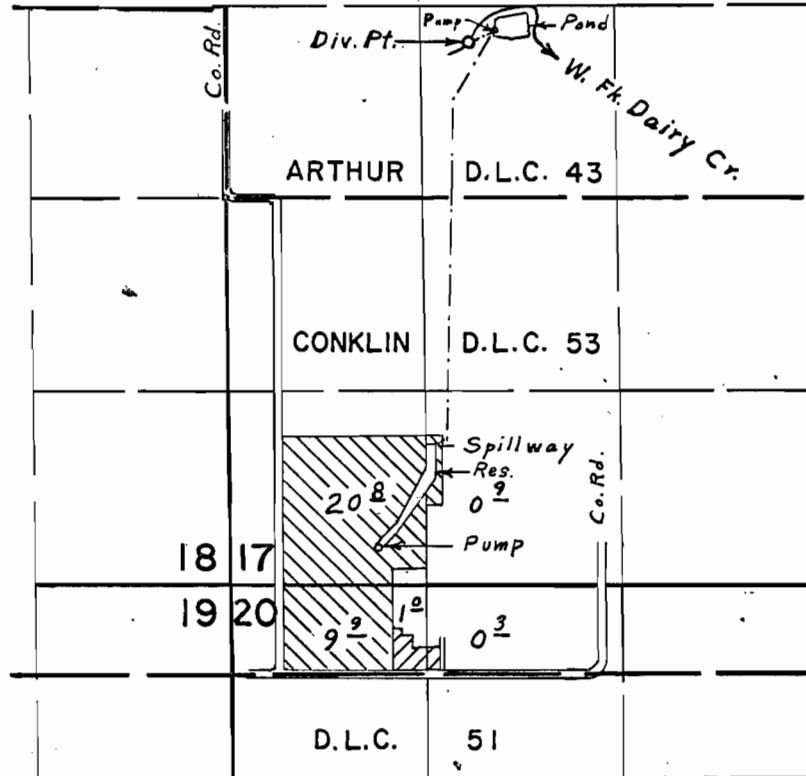 Co. Rd.
Div. Pt.
Pump
Pond
W. Fk. Dairy Cr.
ARTHUR D.L.C. 43
CONKLIN D.L.C. 53
Spillway
Res.
20 8
0 9
Co. Rd.
Pump
18 17
19 20
9 9
1 0
0 3
D.L.C. 51